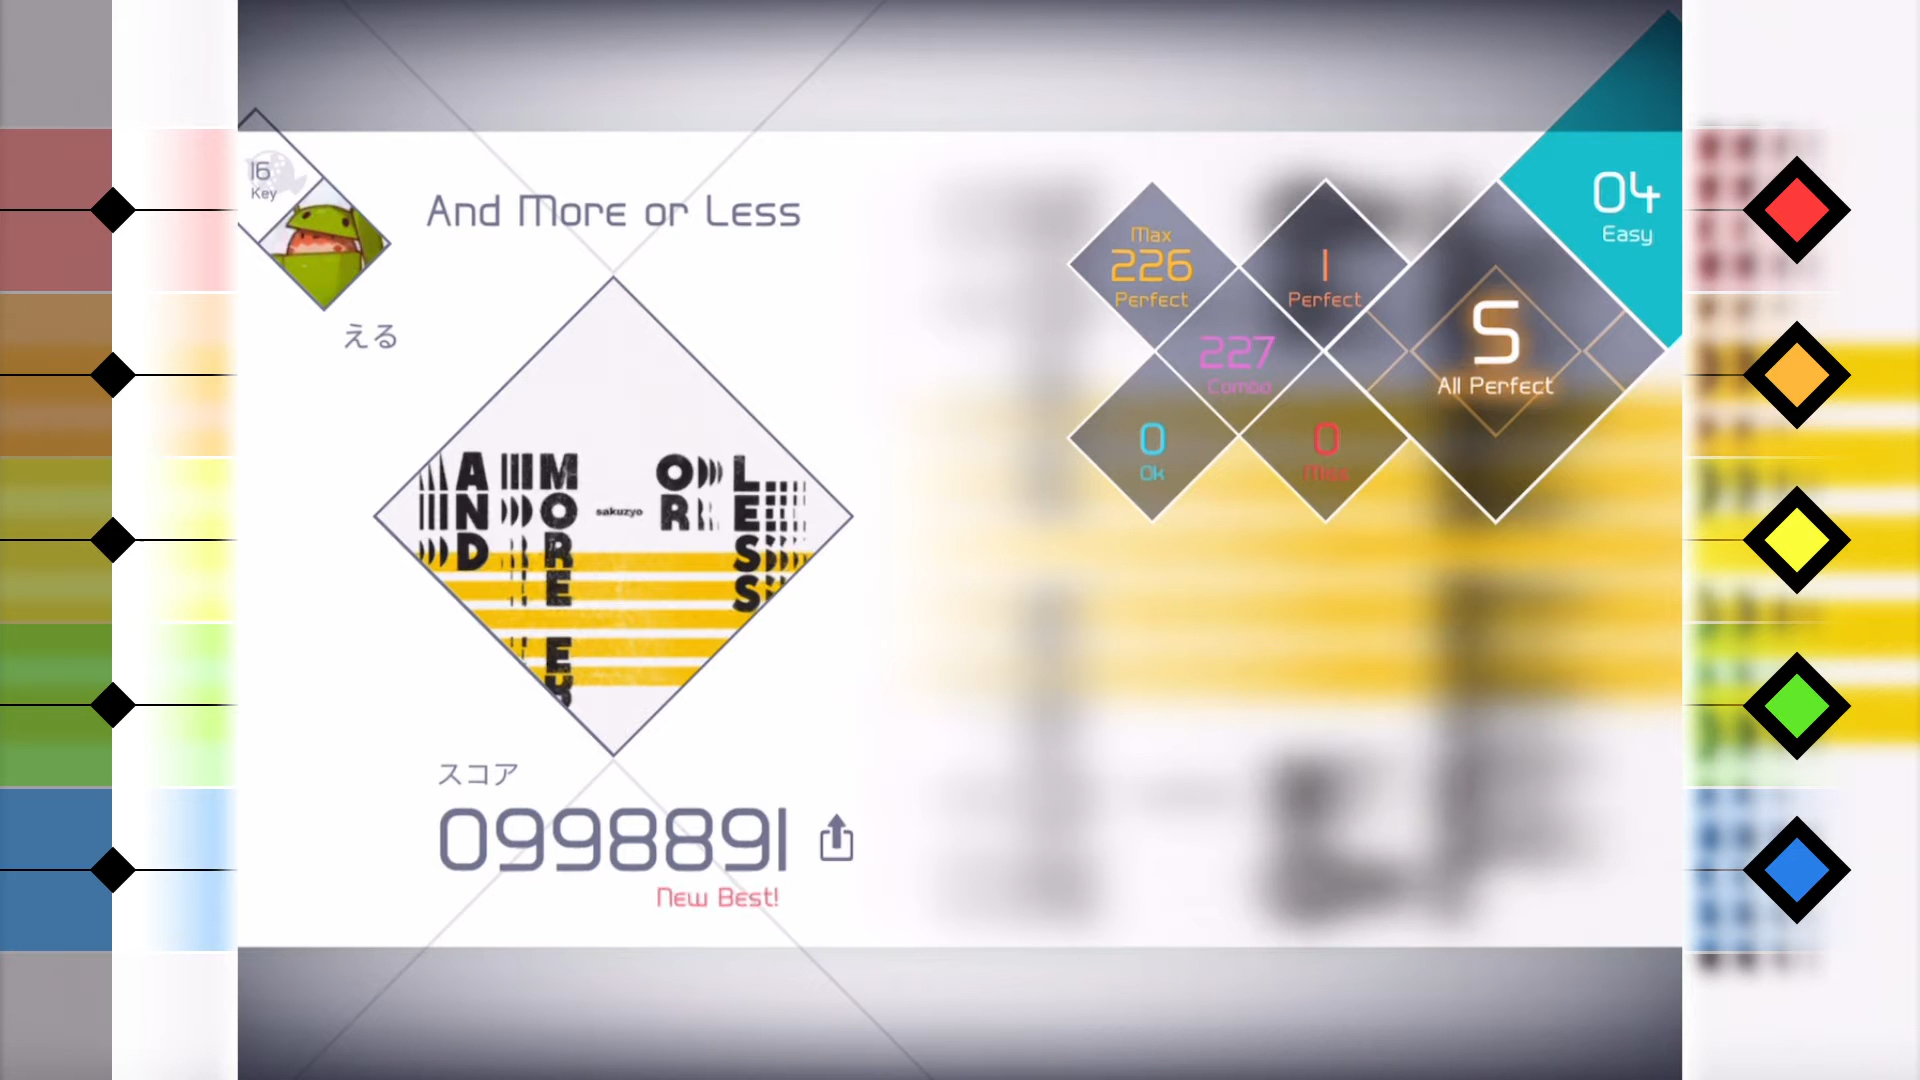 16
Key
And More or Less
える
AND
MORE
sakuzyo
OR
LESS
スコア
0998891
New Best!
Max
226
Perfect
1
Perfect
227
Combo
0
Ok
0
Miss
S
All Perfect
04
Easy